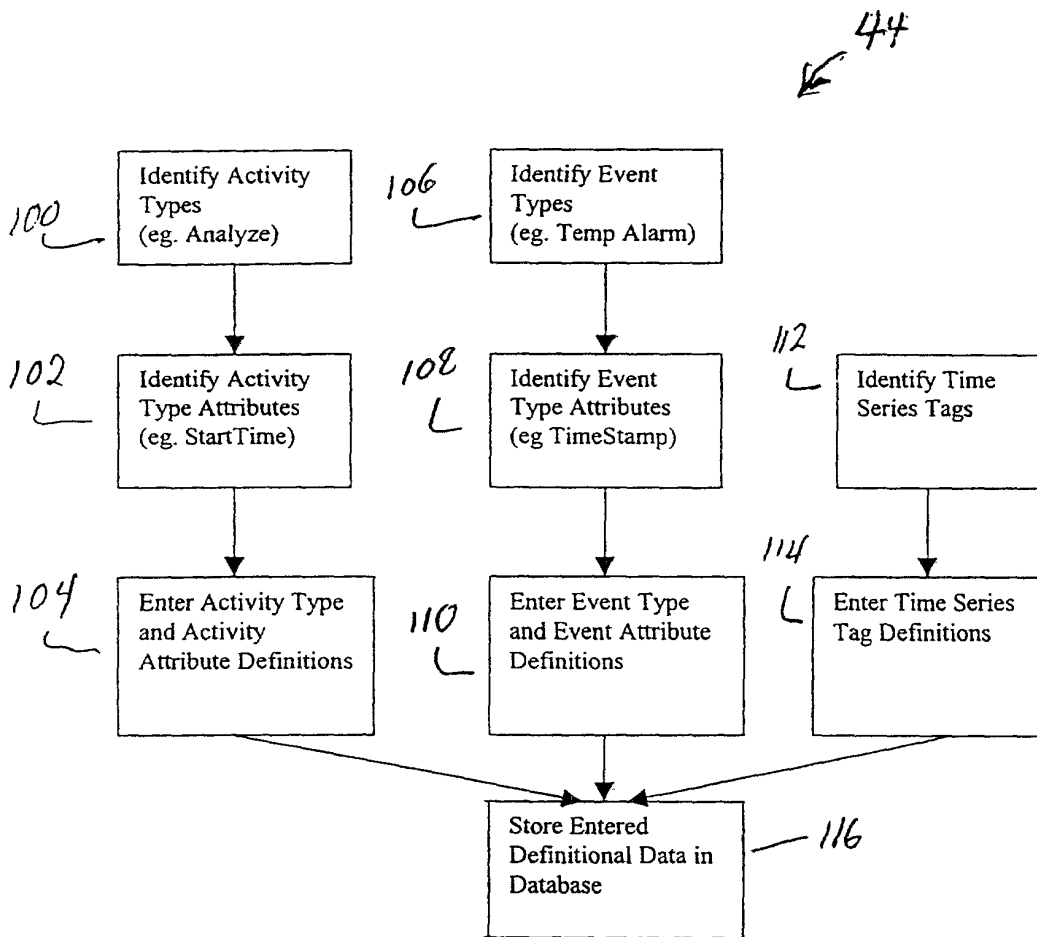 44
Identify Activity
Types
(eg. Analyze)
100
Identify Event
Types
(eg. Temp Alarm)
106
Identify Activity
Type Attributes
(eg. StartTime)
102
Identify Event
Type Attributes
(eg TimeStamp)
108
Identify Time
Series Tags
112
Enter Activity Type
and Activity
Attribute Definitions
104
Enter Event Type
and Event Attribute
Definitions
110
Enter Time Series
Tag Definitions
114
Store Entered
Definitional Data in
Database
116